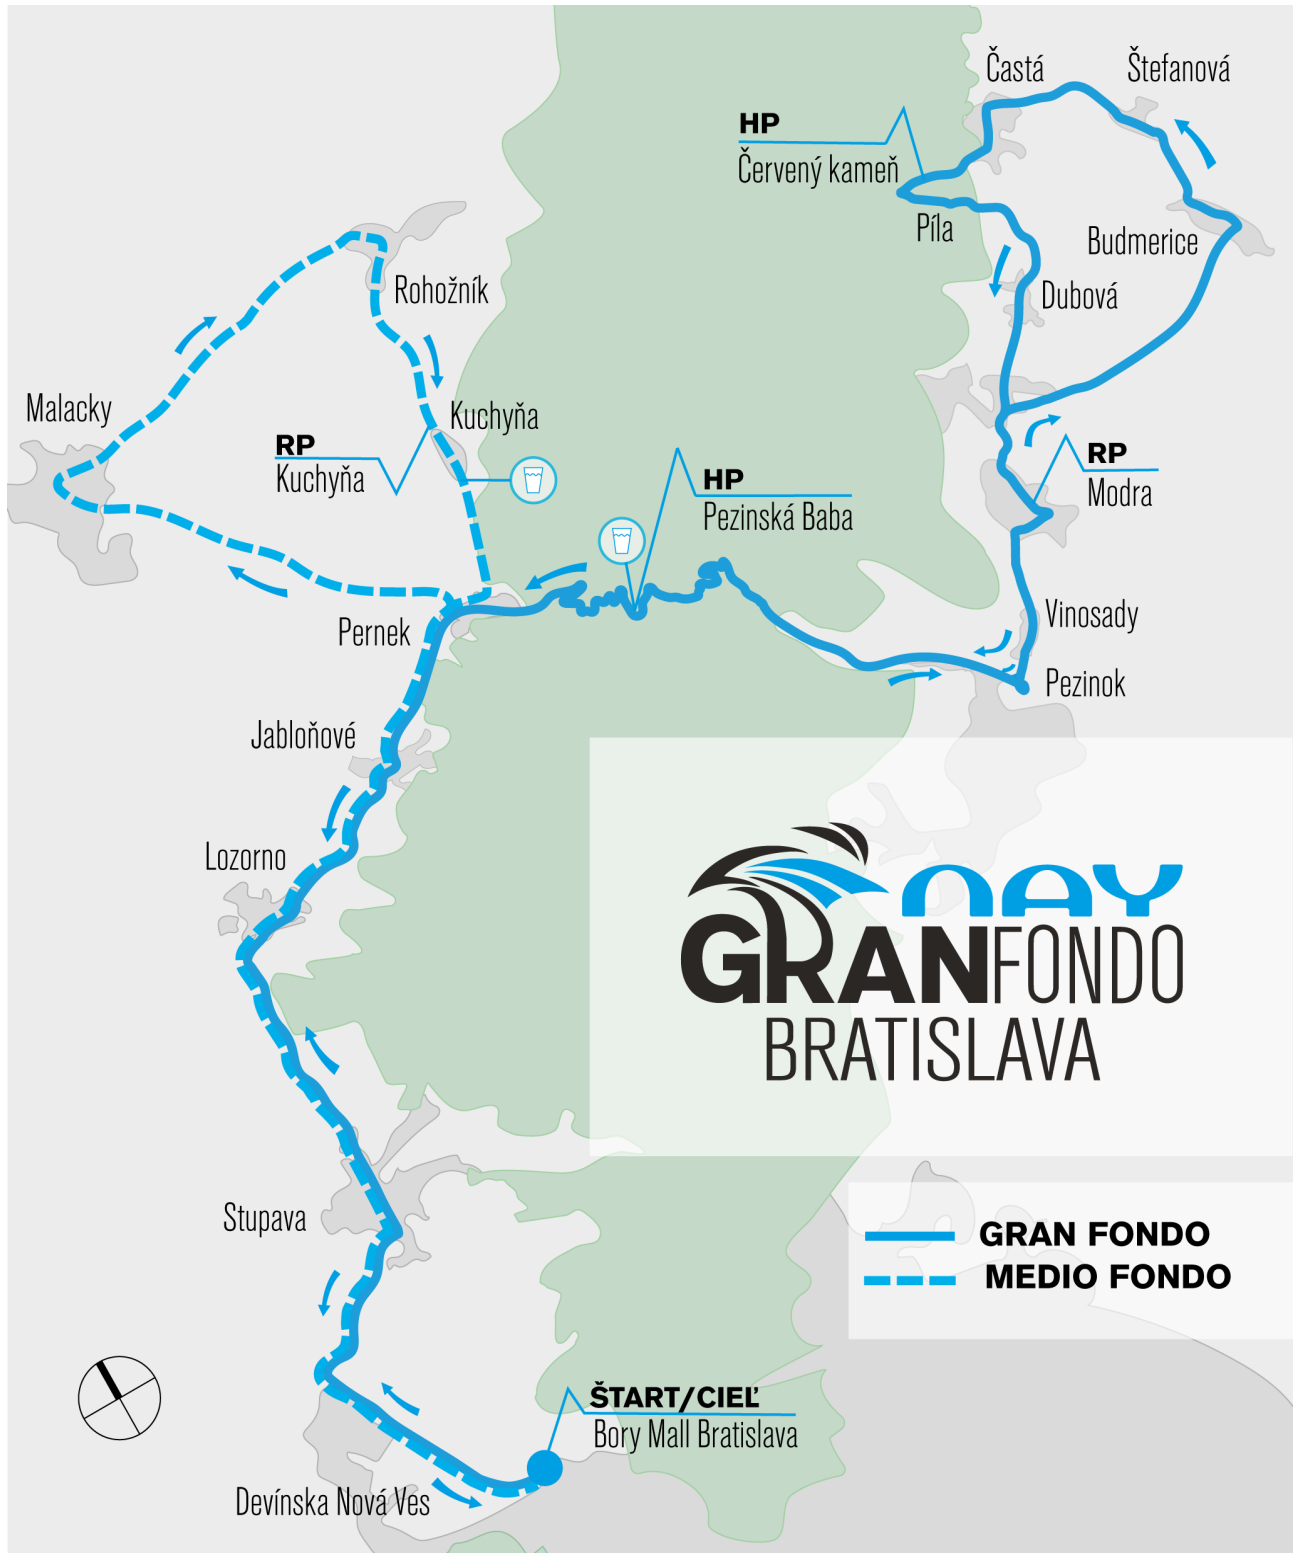 Častá
Štefanová
HP
Červený kameň
Píla
Budmerice
Dubová
Rohožník
Malacky
Kuchyňa
RP
Kuchyňa
HP
Pezinská Baba
RP
Modra
Vinosady
Pezinok
Pernek
Jabloňové
Lozorno
NAY
GRANFONDO
BRATISLAVA
Stupava
GRAN FONDO
MEDIO FONDO
ŠTART/CIEĽ
Bory Mall Bratislava
Devínska Nová Ves